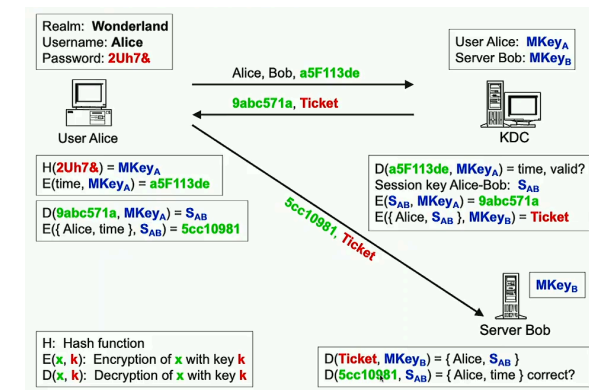 Realm: Wonderland
Username: Alice
Password: 2Uh7&
User Alice: MKeyA
Server Bob: MKeyB
Alice, Bob, a5F113de
9abc571a, Ticket
User Alice
KDC
H(2Uh7&) = MKeyA
E(time, MKeyA) = a5F113de
D(a5F113de, MKeyA) = time, valid?
Session key Alice-Bob: SAB
E(SAB, MKeyA) = 9abc571a
E({ Alice, SAB }, MKeyB) = Ticket
D(9abc571a, MKeyA) = SAB
E({ Alice, time }, SAB) = 5cc10981
5cc10981, Ticket
MKeyB
Server Bob
H: Hash function
E(x, k): Encryption of x with key k
D(x, k): Decryption of x with key k
D(Ticket, MKeyB) = { Alice, SAB }
D(5cc10981, SAB) = { Alice, time } correct?